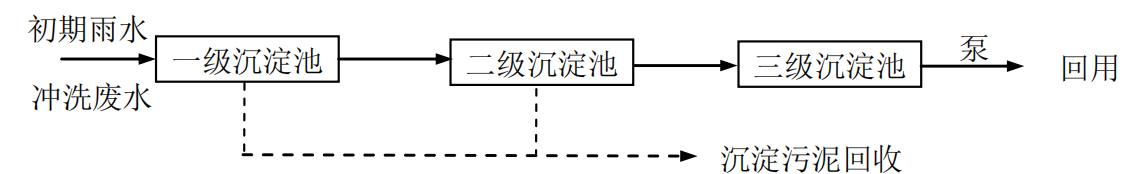 初期雨水
冲洗废水
一级沉淀池
二级沉淀池
三级沉淀池
泵
回用
沉淀污泥回收